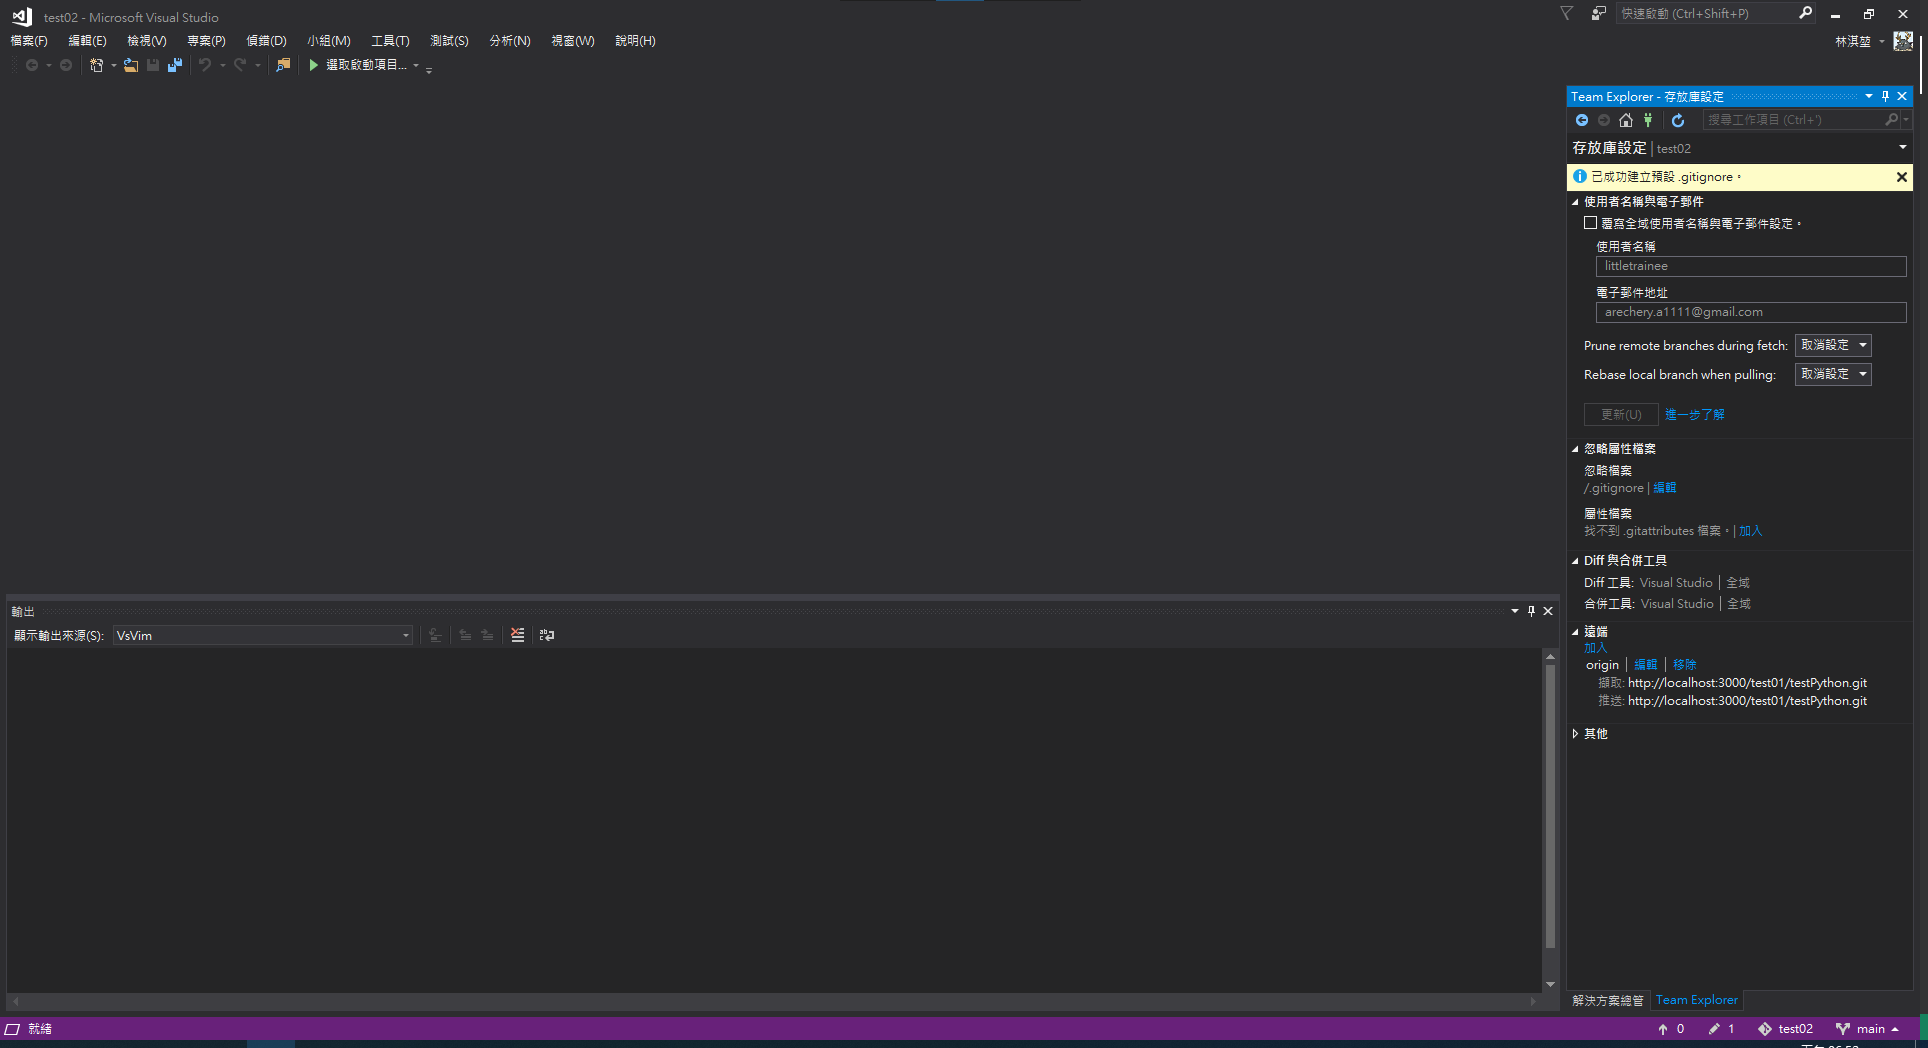 test02 - Microsoft Visual Studio
快速啟動 (Ctrl+Shift+P)
檔案(F) 編輯(E) 檢視(V) 專案(P) 偵錯(D) 小組(M) 工具(T) 測試(S) 分析(N) 視窗(W) 說明(H)
林淇堃
選取啟動項目...
Team Explorer - 存放庫設定
搜尋工作項目 (Ctrl+')
存放庫設定 | test02
已成功建立預設 .gitignore。
使用者名稱與電子郵件
覆寫全域使用者名稱與電子郵件設定。
使用者名稱
littletrainee
電子郵件地址
arechery.a1111@gmail.com
Prune remote branches during fetch: 取消設定
Rebase local branch when pulling: 取消設定
更新(U) 進一步了解
忽略屬性檔案
忽略檔案
/.gitignore | 編輯
屬性檔案
找不到 .gitattributes 檔案。| 加入
Diff 與合併工具
Diff 工具: Visual Studio | 全域
合併工具: Visual Studio | 全域
遠端
加入
origin | 編輯 | 移除
擷取: http://localhost:3000/test01/testPython.git
推送: http://localhost:3000/test01/testPython.git
其他
輸出
顯示輸出來源(S): VsVim
解決方案總管 Team Explorer
就緒
0 1 test02 main